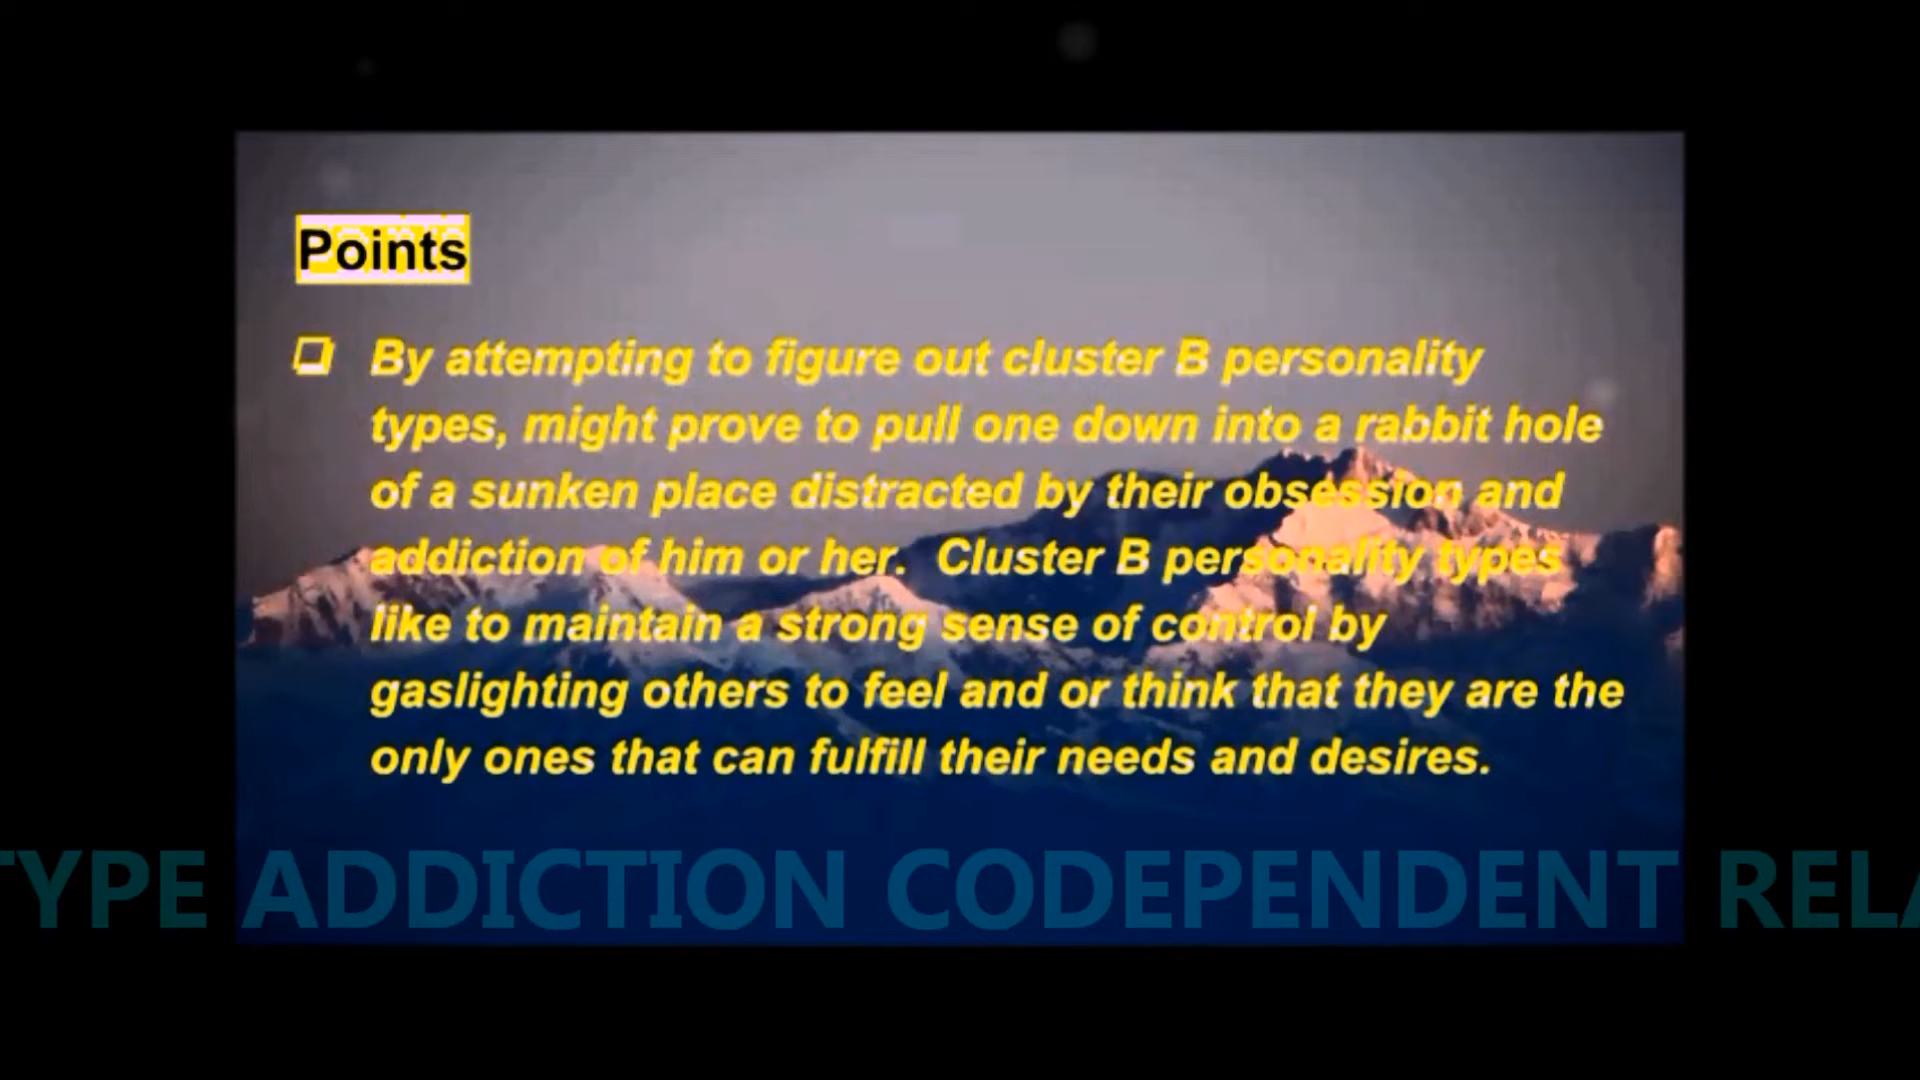 Points
❏ By attempting to figure out cluster B personality
types, might prove to pull one down into a rabbit hole
of a sunken place distracted by their obsession and
addiction of him or her. Cluster B personality types
like to maintain a strong sense of control by
gaslighting others to feel and or think that they are the
only ones that can fulfill their needs and desires.
TYPE ADDICTION CODEPENDENT RELA